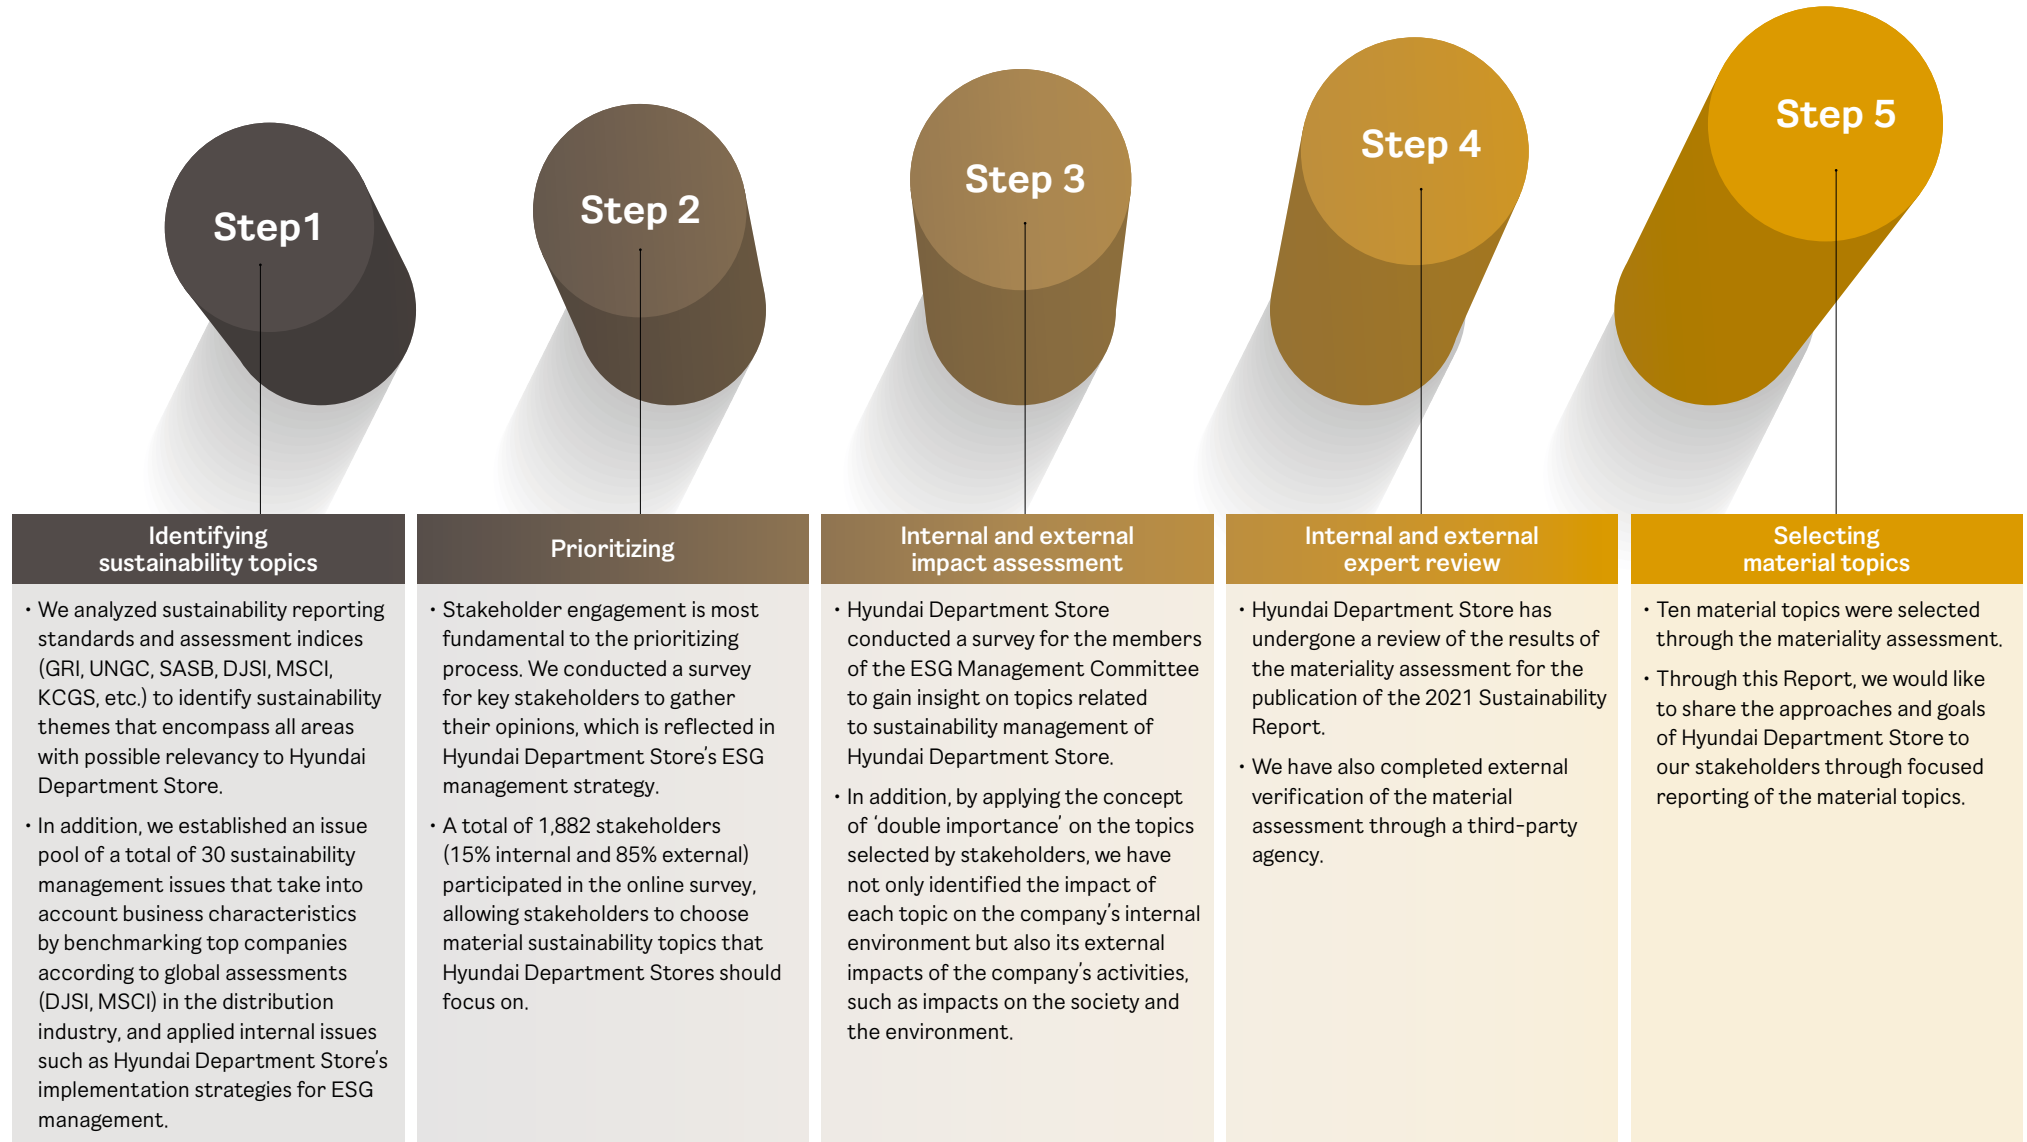 Step1
Step 2
Step 3
Step 4
Step 5
Identifying
sustainability topics
• We analyzed sustainability reporting
standards and assessment indices
(GRI, UNGC, SASB, DJSI, MSCI,
KCGS, etc.) to identify sustainability
themes that encompass all areas
with possible relevancy to Hyundai
Department Store.
• In addition, we established an issue
pool of a total of 30 sustainability
management issues that take into
account business characteristics
by benchmarking top companies
according to global assessments
(DJSI, MSCI) in the distribution
industry, and applied internal issues
such as Hyundai Department Store’s
implementation strategies for ESG
management.
Prioritizing
• Stakeholder engagement is most
fundamental to the prioritizing
process. We conducted a survey
for key stakeholders to gather
their opinions, which is reflected in
Hyundai Department Store’s ESG
management strategy.
• A total of 1,882 stakeholders
(15% internal and 85% external)
participated in the online survey,
allowing stakeholders to choose
material sustainability topics that
Hyundai Department Stores should
focus on.
Internal and external
impact assessment
• Hyundai Department Store
conducted a survey for the members
of the ESG Management Committee
to gain insight on topics related
to sustainability management of
Hyundai Department Store.
• In addition, by applying the concept
of ‘double importance’ on the topics
selected by stakeholders, we have
not only identified the impact of
each topic on the company’s internal
environment but also its external
impacts of the company’s activities,
such as impacts on the society and
the environment.
Internal and external
expert review
• Hyundai Department Store has
undergone a review of the results of
the materiality assessment for the
publication of the 2021 Sustainability
Report.
• We have also completed external
verification of the material
assessment through a third-party
agency.
Selecting
material topics
• Ten material topics were selected
through the materiality assessment.
• Through this Report, we would like
to share the approaches and goals
of Hyundai Department Store to
our stakeholders through focused
reporting of the material topics.